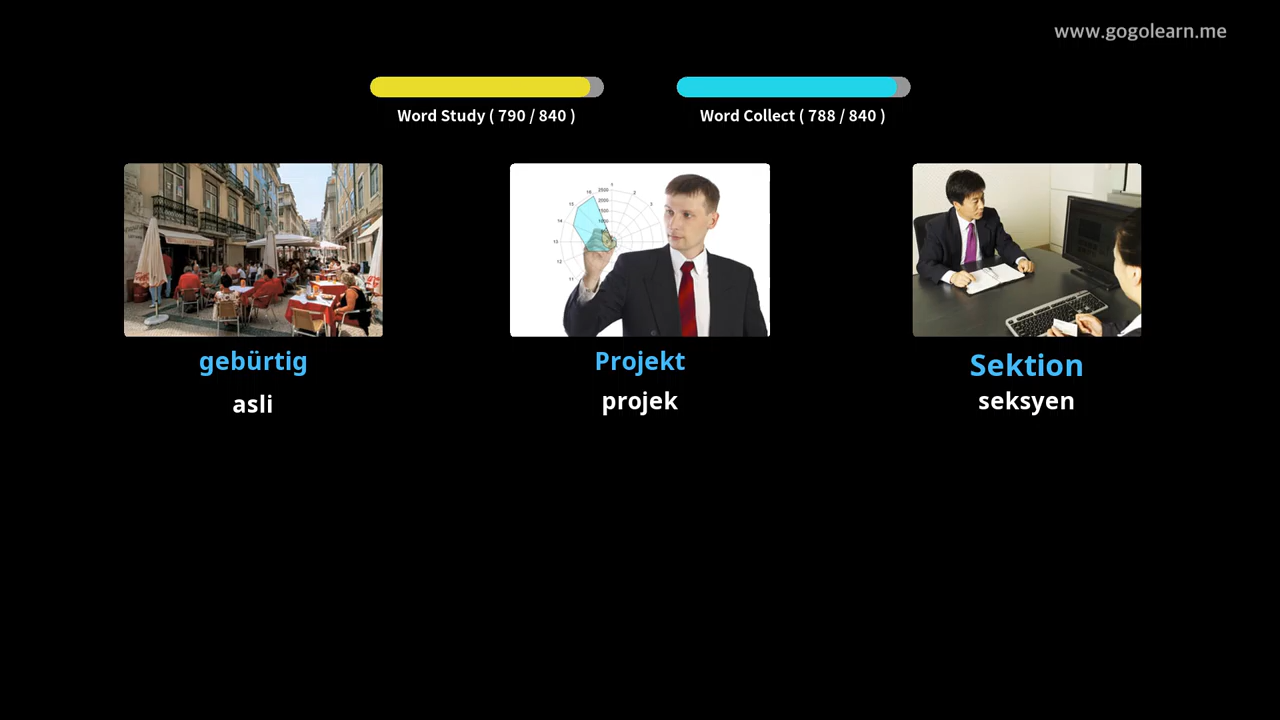 www.gogolearn.me
Word Study ( 790 / 840 )
Word Collect ( 788 / 840 )
gebürtig
Projekt
Sektion
asli
projek
seksyen